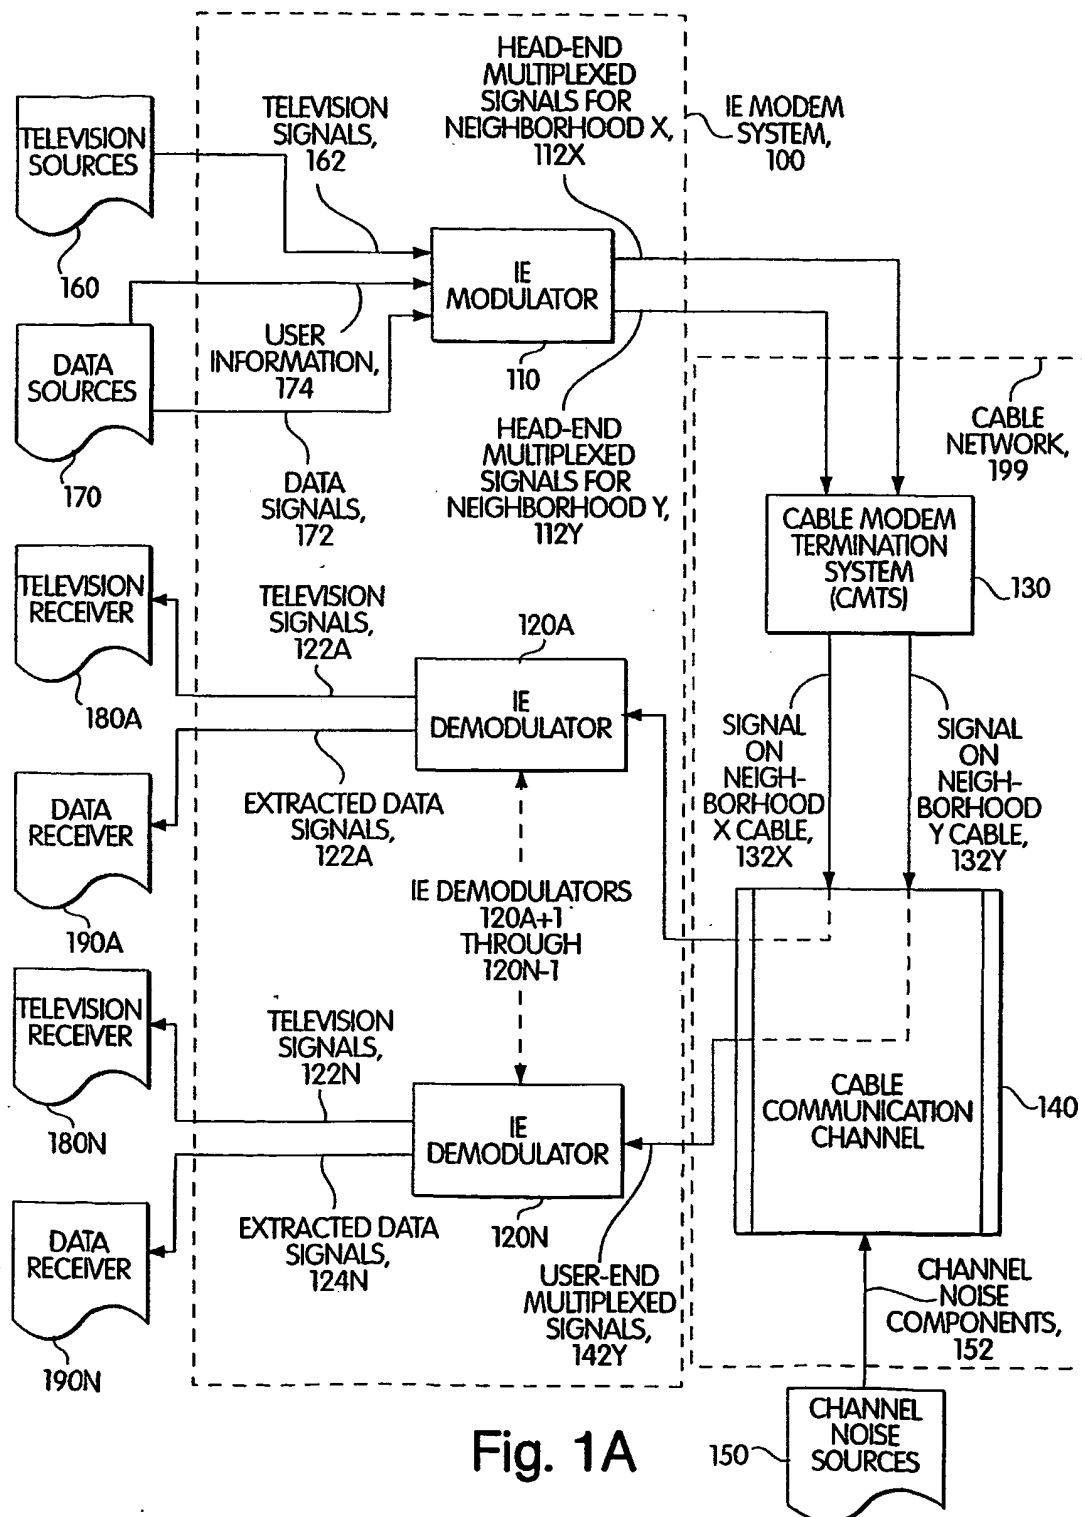 HEAD-END
MULTIPLEXED
SIGNALS FOR
NEIGHBORHOOD X,
112X
IE MODEM
SYSTEM,
100
TELEVISION
SIGNALS,
162
TELEVISION
SOURCES
160
IE
MODULATOR
110
USER
INFORMATION,
174
DATA
SOURCES
170
DATA
SIGNALS,
172
HEAD-END
MULTIPLEXED
SIGNALS FOR
NEIGHBORHOOD Y,
112Y
CABLE
NETWORK,
199
CABLE MODEM
TERMINATION
SYSTEM
(CMTS)
130
TELEVISION
RECEIVER
180A
TELEVISION
SIGNALS,
122A
120A
IE
DEMODULATOR
SIGNAL
ON
NEIGH-
BORHOOD
X CABLE,
132X
SIGNAL
ON
NEIGH-
BORHOOD
Y CABLE,
132Y
DATA
RECEIVER
190A
EXTRACTED DATA
SIGNALS,
122A
IE DEMODULATORS
120A+1
THROUGH
120N-1
TELEVISION
RECEIVER
180N
TELEVISION
SIGNALS,
122N
IE
DEMODULATOR
120N
CABLE
COMMUNICATION
CHANNEL
140
DATA
RECEIVER
190N
EXTRACTED DATA
SIGNALS,
124N
USER-END
MULTIPLEXED
SIGNALS,
142Y
CHANNEL
NOISE
COMPONENTS,
152
CHANNEL
NOISE
SOURCES
150
Fig. 1A